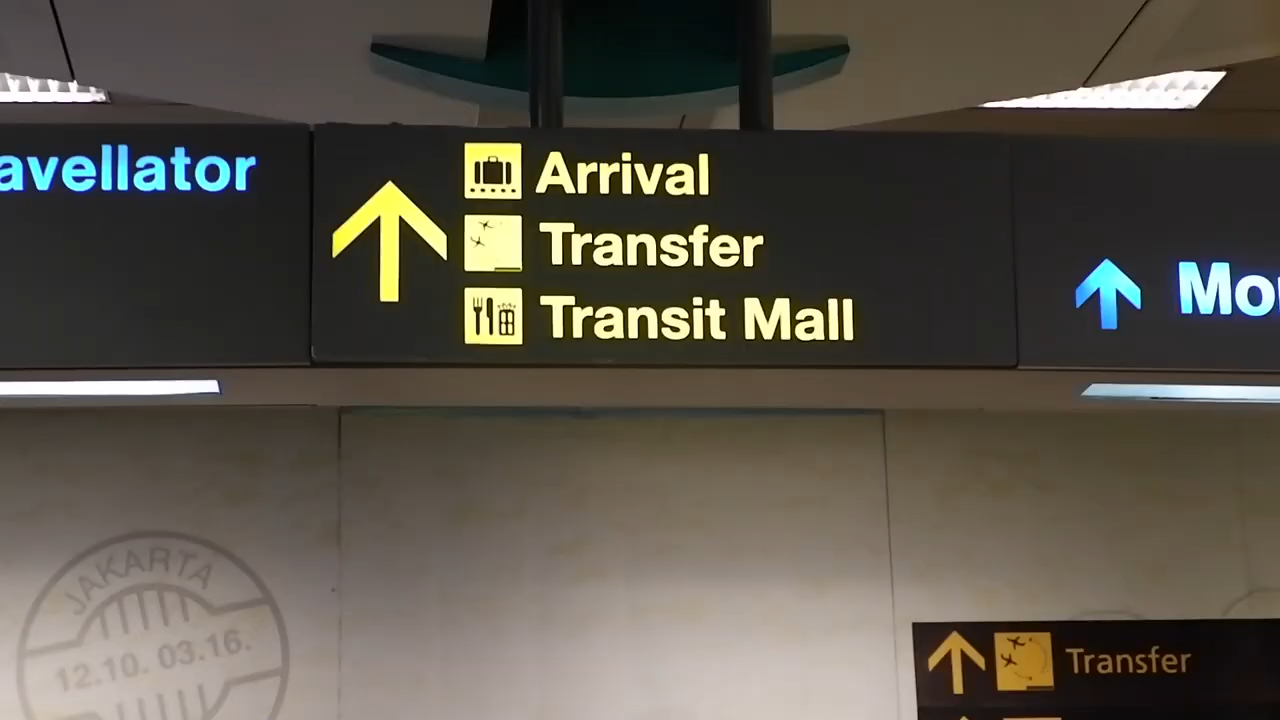 avellator
Arrival
Transfer
Transit Mall
Mo
JAKARTA
12.10. 03.16.
Transfer